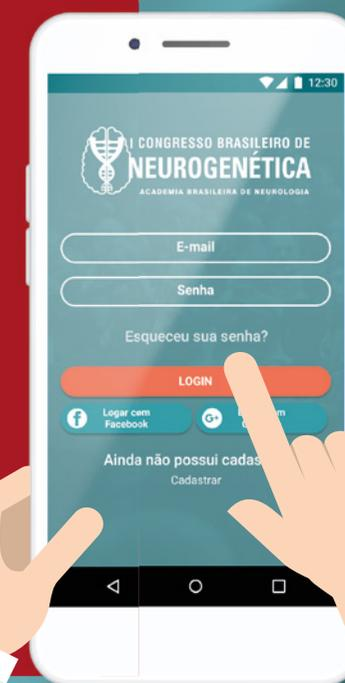 12:30
I CONGRESSO BRASILEIRO DE
NEUROGENÉTICA
ACADEMIA BRASILEIRA DE NEUROLOGIA
E-mail
Senha
Esqueceu sua senha?
LOGIN
Logar com
Facebook
G+
Ainda não possui
Cadastrar